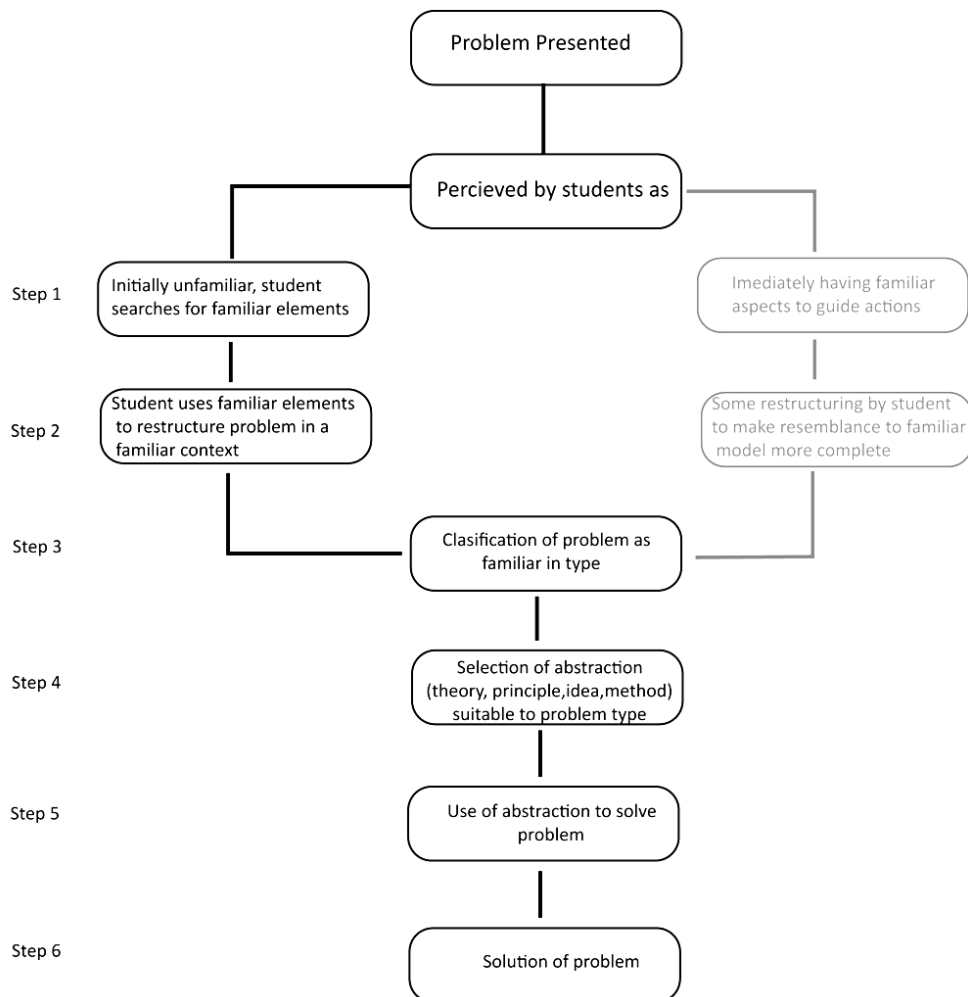 Problem Presented
Percieved by students as
Step 1
Initially unfamiliar, student
searches for familiar elements
Imediately having familiar
aspects to guide actions
Step 2
Student uses familiar elements
to restructure problem in a
familiar context
Some restructuring by student
to make resemblance to familiar
model more complete
Step 3
Clasification of problem as
familiar in type
Step 4
Selection of abstraction
(theory, principle,idea,method)
suitable to problem type
Step 5
Use of abstraction to solve
problem
Step 6
Solution of problem